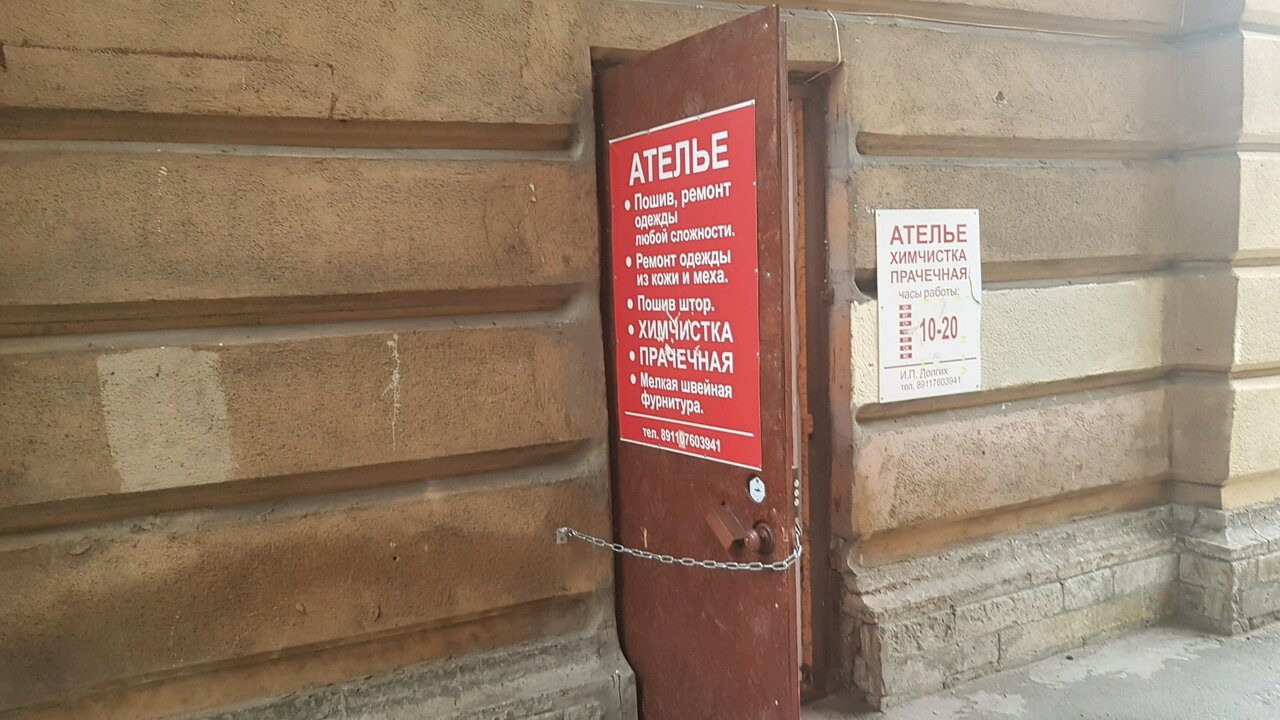 АТЕЛЬЕ
• Пошив, ремонт
одежды
любой сложности.
• Ремонт одежды
из кожи и меха.
• Пошив штор.
• ХИМЧИСТКА
• ПРАЧЕЧНАЯ
• Мелкая швейная
фурнитура.
тел. 89117603941
АТЕЛЬЕ
ХИМЧИСТКА
ПРАЧЕЧНАЯ
часы работы:
10-20
И.П. Долгих
тел. 89117603941